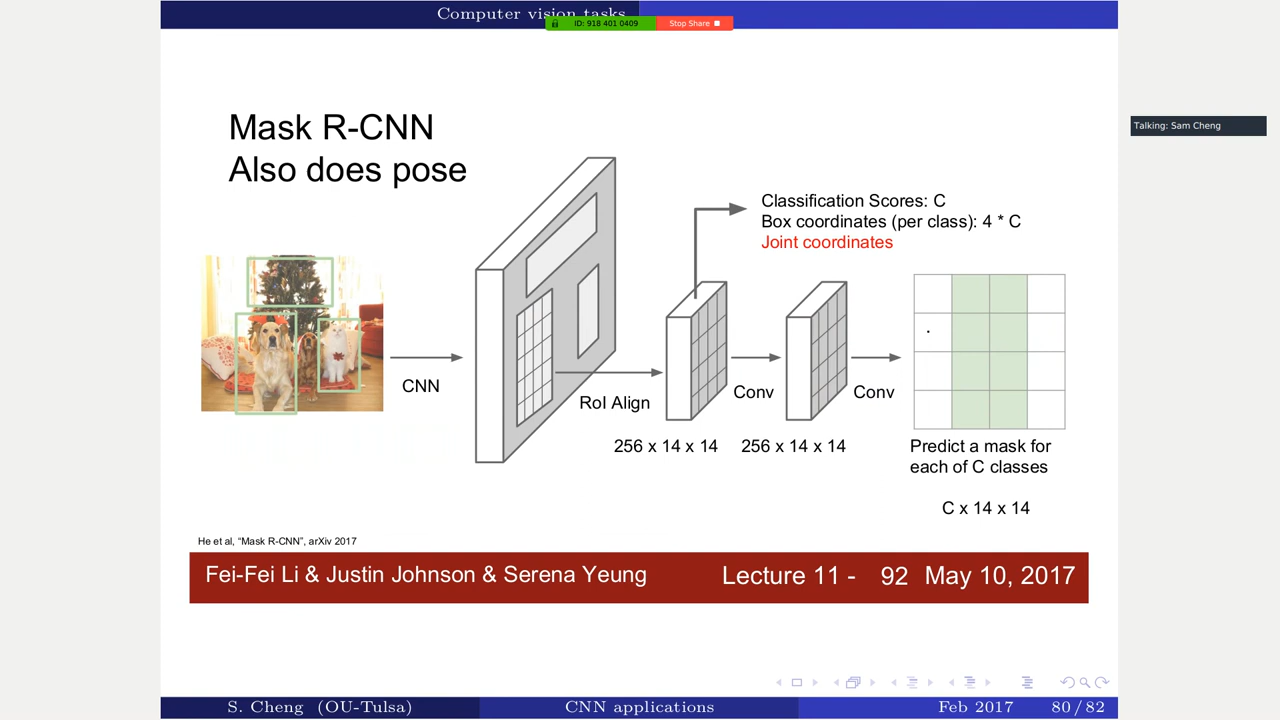 Computer vision tasks
ID: 918 401 0409
Stop Share
Talking: Sam Cheng
Mask R-CNN
Also does pose
Classification Scores: C
Box coordinates (per class): 4 * C
Joint coordinates
CNN
RoI Align
Conv
Conv
256 x 14 x 14
256 x 14 x 14
Predict a mask for
each of C classes
C x 14 x 14
He et al, “Mask R-CNN”, arXiv 2017
Fei-Fei Li & Justin Johnson & Serena Yeung
Lecture 11 - 92 May 10, 2017
S. Cheng (OU-Tulsa)
CNN applications
Feb 2017
80 / 82